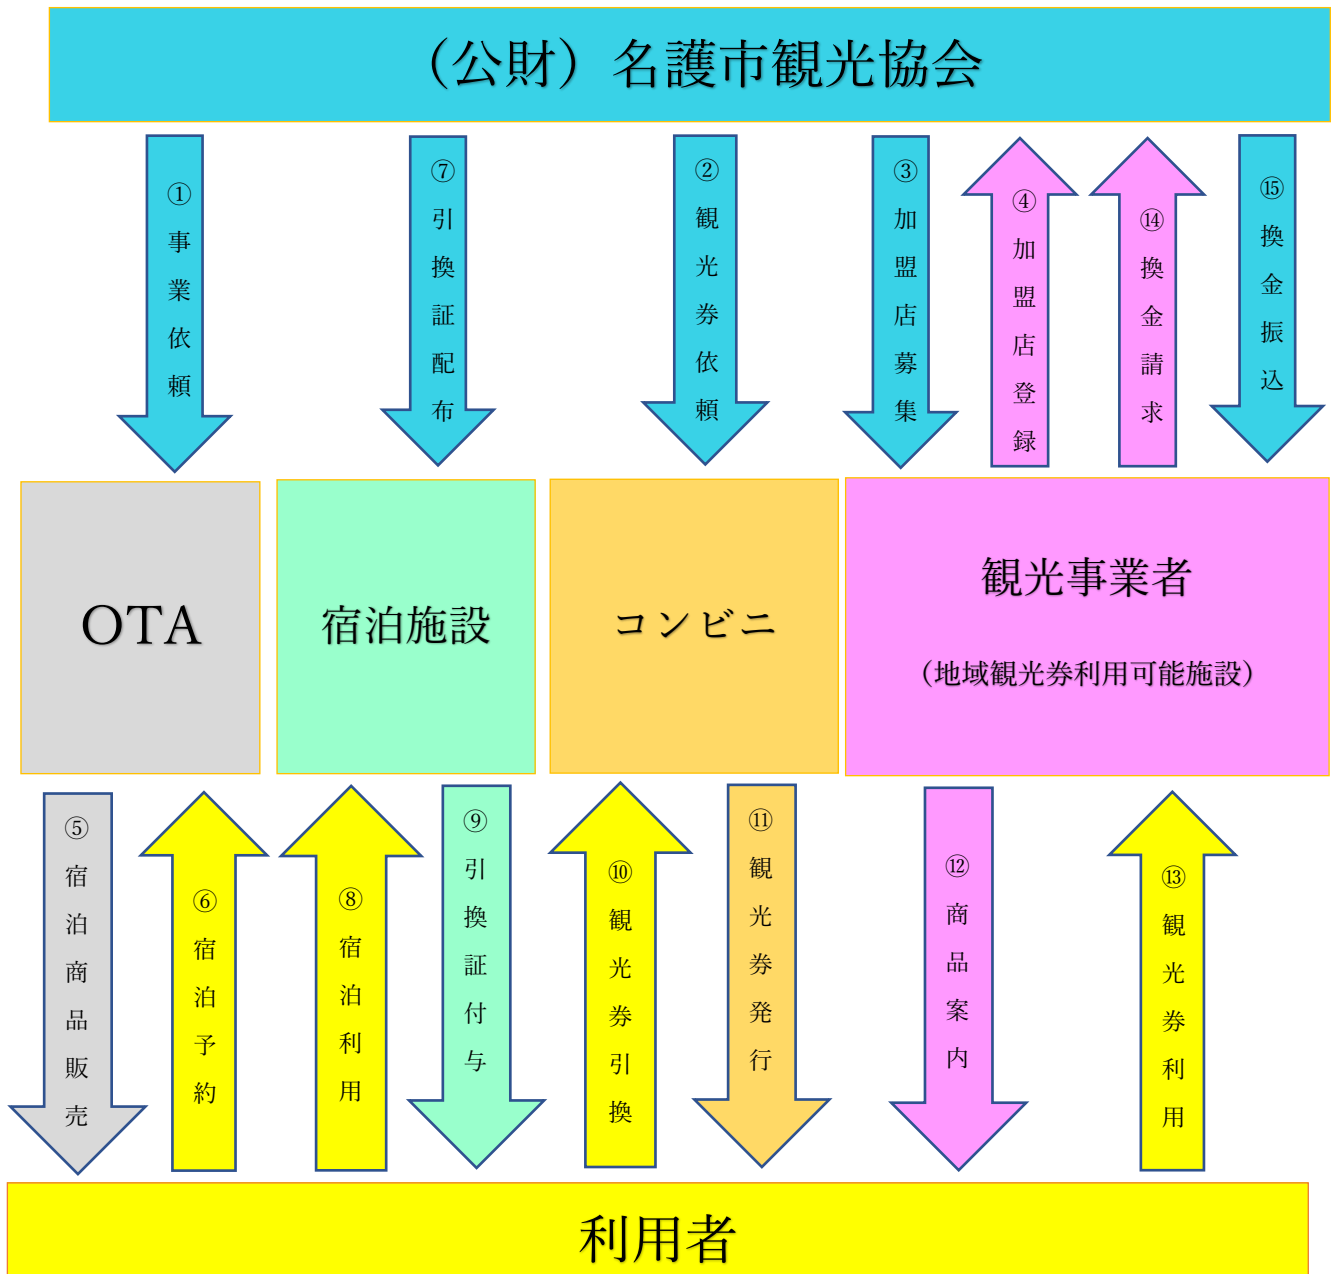 （公財）名護市観光協会
①事業依頼
⑦引換証配布
②観光券依頼
③加盟店募集
④加盟店登録
⑭換金請求
⑮換金振込
OTA
宿泊施設
コンビニ
観光事業者
（地域観光券利用可能施設）
⑤宿泊商品販売
⑥宿泊予約
⑧宿泊利用
⑨引換証付与
⑩観光券引換
⑪観光券発行
⑫商品案内
⑬観光券利用
利用者